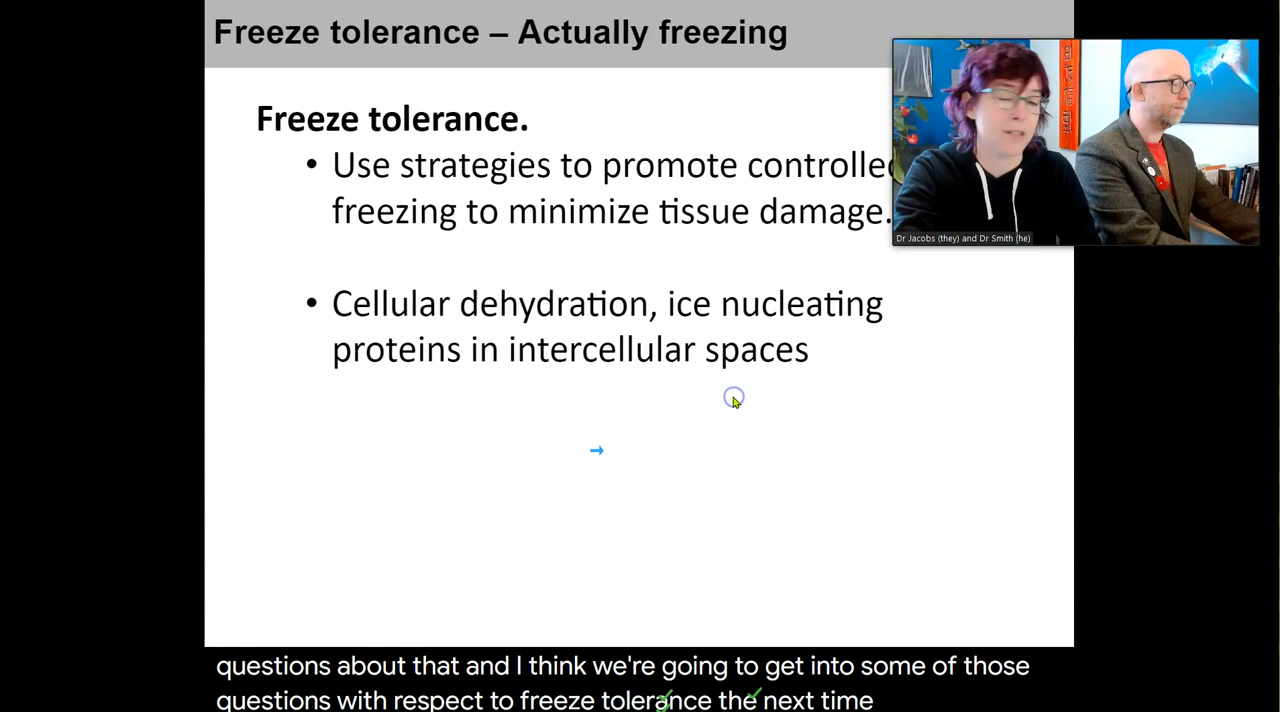 Freeze tolerance – Actually freezing
Freeze tolerance.
• Use strategies to promote controlled
freezing to minimize tissue damage.
• Cellular dehydration, ice nucleating
proteins in intercellular spaces
Dr Jacobs (they) and Dr Smith (he)
questions about that and I think we're going to get into some of those
questions with respect to freeze tolerance the next time